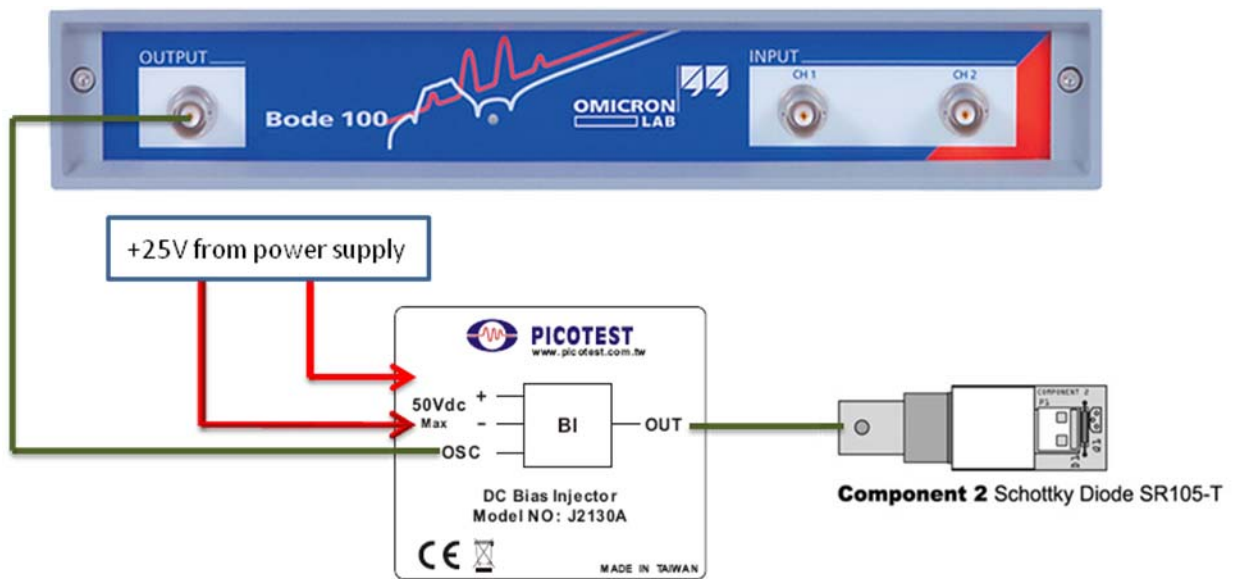 OUTPUT
INPUT
CH 1
CH 2
Bode 100
OMICRON
LAB
+25V from power supply
PICOTEST
www.picotest.com.tw
50Vdc
Max
+
-
OSC
BI
OUT
DC Bias Injector
Model NO: J2130A
CE
MADE IN TAIWAN
COMPONENT 2
P1
Component 2 Schottky Diode SR105-T